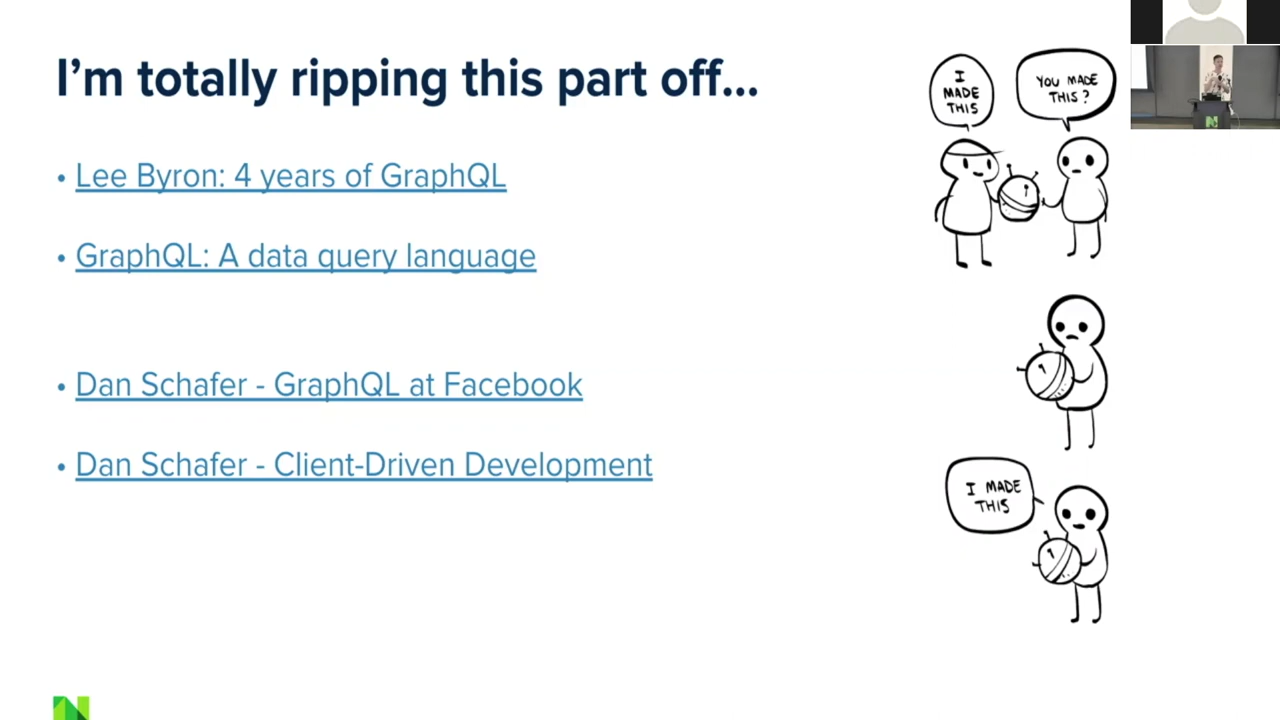 I'm totally ripping this part off...
• Lee Byron: 4 years of GraphQL
• GraphQL: A data query language
• Dan Schafer - GraphQL at Facebook
• Dan Schafer - Client-Driven Development
I
MADE
THIS
YOU MADE
THIS?
I MADE
THIS
N